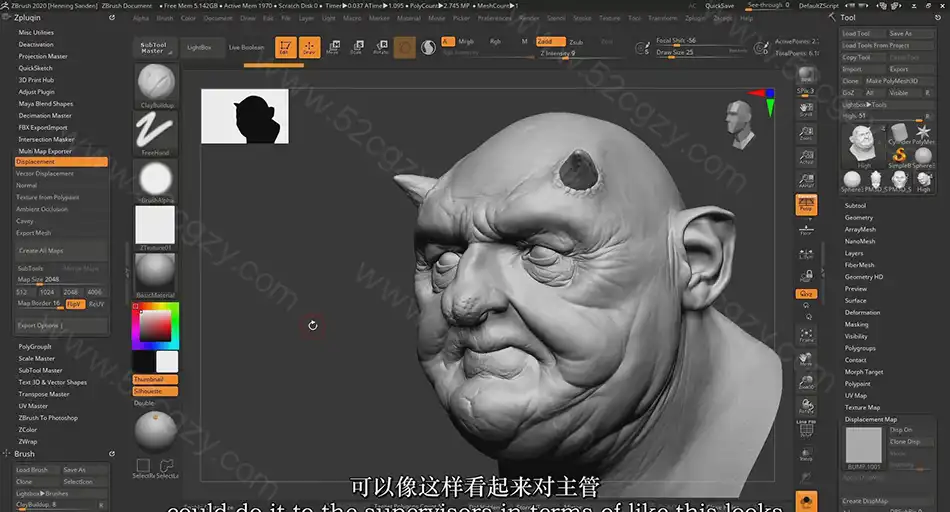 ZBrush 2020 [Henning Sanden]
ZBrush Document
• Free Mem 5.142GB • Active Mem 1970 • Scratch Disk 0 • Timer▶0.037 ATime▶1.095 • PolyCount▶2.745 MP • MeshCount▶1
AC
QuickSave
See-through 0
Menus
DefaultZScript
Zplugin
Alpha
Brush
Color
Document
Draw
Edit
File
Layer
Light
Macro
Marker
Material
Movie
Picker
Preferences
Render
Stencil
Stroke
Texture
Tool
Transform
Zplugin
Zscript
Help
Tool
Misc Utilities
Deactivation
Projection Master
QuickSketch
3D Print Hub
Adjust Plugin
Maya Blend Shapes
Decimation Master
FBX ExportImport
Intersection Masker
Multi Map Exporter
Displacement
Vector Displacement
Normal
Texture from Polypaint
Ambient Occlusion
Cavity
Export Mesh
Create All Maps
SubTools
Merge Maps
Map Size 2048
512
1024
2048
4096
Map Border 16
FlipV
ReUV
Export Options
PolyGroupIt
Scale Master
SubTool Master
Text 3D & Vector Shapes
Transpose Master
UV Master
ZBrush To Photoshop
ZColor
ZWrap
Brush
Load Brush
Save As
Clone
SelectIcon
Lightbox▶Brushes
ClayBuildup. 8
R
SubTool
Master
LightBox
Live Boolean
Edit
Draw
Move
Scale
Rotate
A
Mrgb
Rgb
M
Zadd
Zsub
Z Intensity 9
Focal Shift -56
Draw Size 25
S
D
ClayBuildup
FreeHand
~BrushAlpha
ZTexture01
BasicMaterial
Thumbnail
Silhouette
Double
SelectRe
SelectLa
SPix 3
Scroll
Zoom
Actual
AAHalf
Persp
Floor
Frame
Move
Zoom3D
Line Fill
Load Tool
Save As
Load Tools From Project
Copy Tool
Import
Export
Clone
Make PolyMesh3D
GoZ
All
Visible
R
Lightbox▶Tools
High. 51
R
High
Cylinder
PolyMes
SimpleB
Sphere3
Sphere3
PM3D_S
PM3D_S
High
Subtool
Geometry
ArrayMesh
NanoMesh
Layers
FiberMesh
Geometry HD
Preview
Surface
Deformation
Masking
Visibility
Polygroups
Contact
Morph Target
Polypaint
UV Map
Texture Map
Displacement Map
Disp On
Clone Disp
BUMP.1001
Create DispMap
www.52cgzy.com
可以像这样看起来对主管
could do it to the supervisors in terms of like this looks